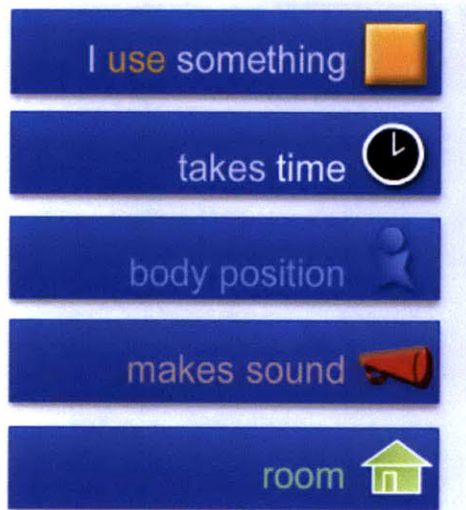 I use something
takes time
body position
makes sound
room